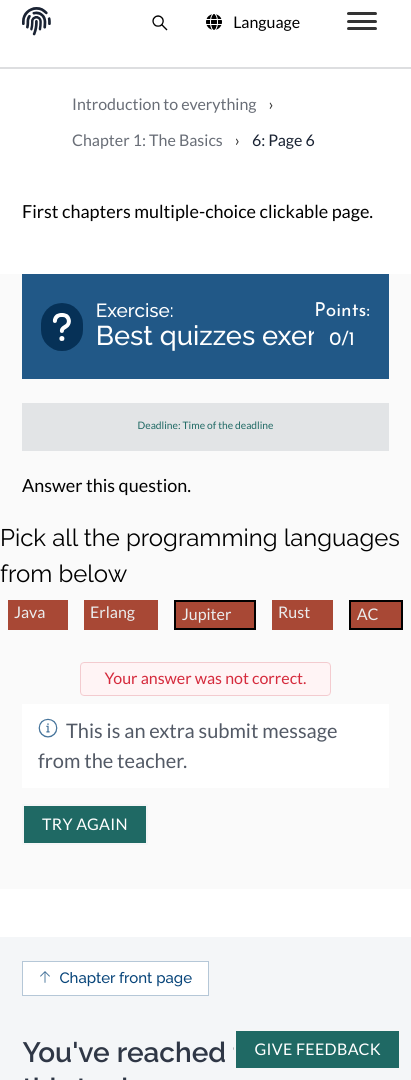 Language
Introduction to everything ›
Chapter 1: The Basics › 6: Page 6
First chapters multiple-choice clickable page.
?
Exercise:
Points:
Best quizzes exer
0/1
Deadline: Time of the deadline
Answer this question.
Pick all the programming languages
from below
Java Erlang Jupiter Rust AC
Your answer was not correct.
This is an extra submit message
from the teacher.
TRY AGAIN
↑ Chapter front page
You've reached
GIVE FEEDBACK